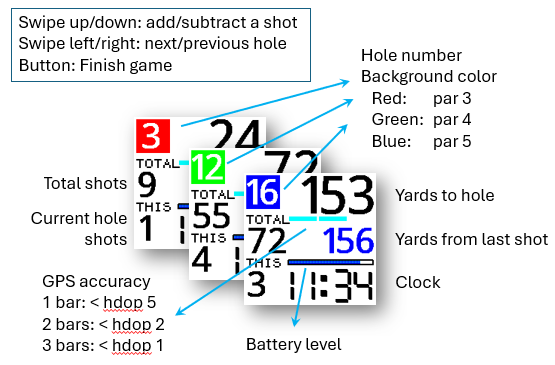 Swipe up/down: add/subtract a shot
Swipe left/right: next/previous hole
Button: Finish game
Hole number
Background color
Red: par 3
Green: par 4
Blue: par 5
3 24
TOTAL
9
THIS
1
12 72
TOTAL
55
THIS
4
16 153
TOTAL
72 156
THIS
3 11:34
Total shots
Current hole
shots
Yards to hole
Yards from last shot
Clock
GPS accuracy
1 bar: < hdop 5
2 bars: < hdop 2
3 bars: < hdop 1
Battery level